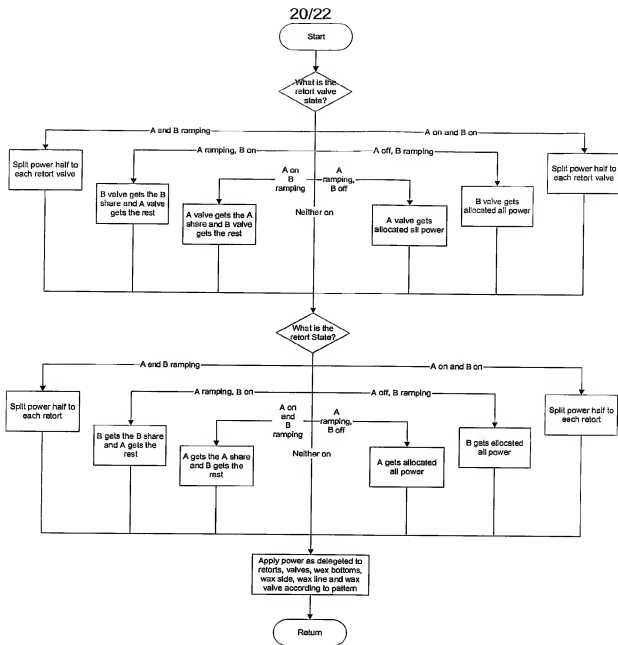 20/22
Start
What is the
retort valve
state?
A and B ramping
A on and B on
Split power half to
each retort valve
A ramping, B on
A off, B ramping
Split power half to
each retort valve
B valve gets the B
share and A valve
gets the rest
A on
B
ramping
A
ramping,
B off
B valve gets
allocated all power
A valve gets the A
share and B valve
gets the rest
Neither on
A valve gets
allocated all power
What is the
retort State?
A and B ramping
A on and B on
Split power half to
each retort
A ramping, B on
A off, B ramping
Split power half to
each retort
B gets the B share
and A gets the
rest
A on
and
B
ramping
A
ramping,
B off
B gets allocated
all power
A gets the A share
and B gets the
rest
Neither on
A gets allocated
all power
Apply power as delegated to
retorts, valves, wax bottoms,
wax side, wax line and wax
valve according to pattern
Return